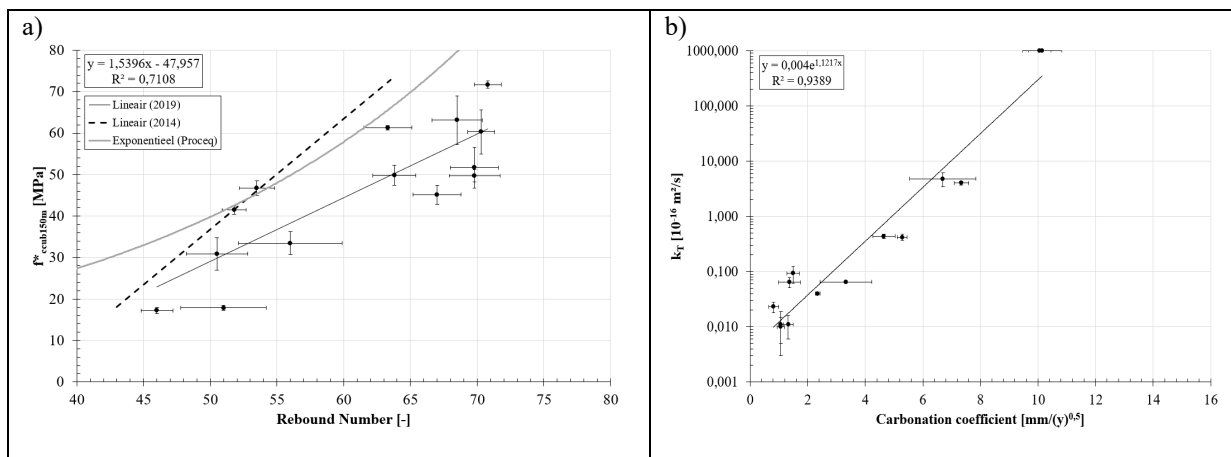 a)
y = 1,5396x - 47,957
R² = 0,7108
Lineair (2019)
Lineair (2014)
Exponentieel (Proceq)
f*ccub150m [MPa]
80
70
60
50
40
30
20
10
0
40 45 50 55 60 65 70 75 80
Rebound Number [-]
b)
y = 0,004e^1,1217x
R² = 0,9389
kT [10⁻¹⁶ m²/s]
1000,000
100,000
10,000
1,000
0,100
0,010
0,001
0 2 4 6 8 10 12 14 16
Carbonation coefficient [mm/(y)^0,5]